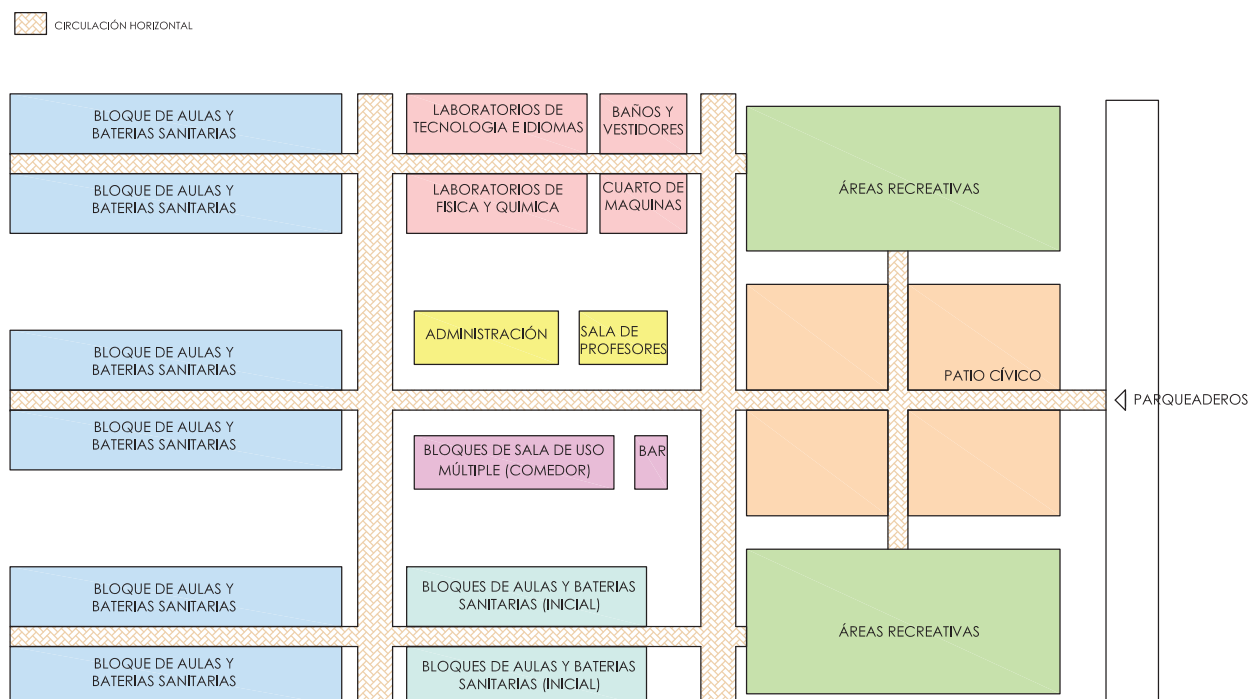 CIRCULACIÓN HORIZONTAL
BLOQUE DE AULAS Y
BATERIAS SANITARIAS
LABORATORIOS DE
TECNOLOGIA E IDIOMAS
BAÑOS Y
VESTIDORES
BLOQUE DE AULAS Y
BATERIAS SANITARIAS
LABORATORIOS DE
FISICA Y QUIMICA
CUARTO DE
MAQUINAS
ÁREAS RECREATIVAS
ADMINISTRACIÓN
SALA DE
PROFESORES
BLOQUE DE AULAS Y
BATERIAS SANITARIAS
PATIO CÍVICO
PARQUEADEROS
BLOQUE DE AULAS Y
BATERIAS SANITARIAS
BLOQUES DE SALA DE USO
MÚLTIPLE (COMEDOR)
BAR
BLOQUE DE AULAS Y
BATERIAS SANITARIAS
BLOQUES DE AULAS Y BATERIAS
SANITARIAS (INICIAL)
ÁREAS RECREATIVAS
BLOQUE DE AULAS Y
BATERIAS SANITARIAS
BLOQUES DE AULAS Y BATERIAS
SANITARIAS (INICIAL)